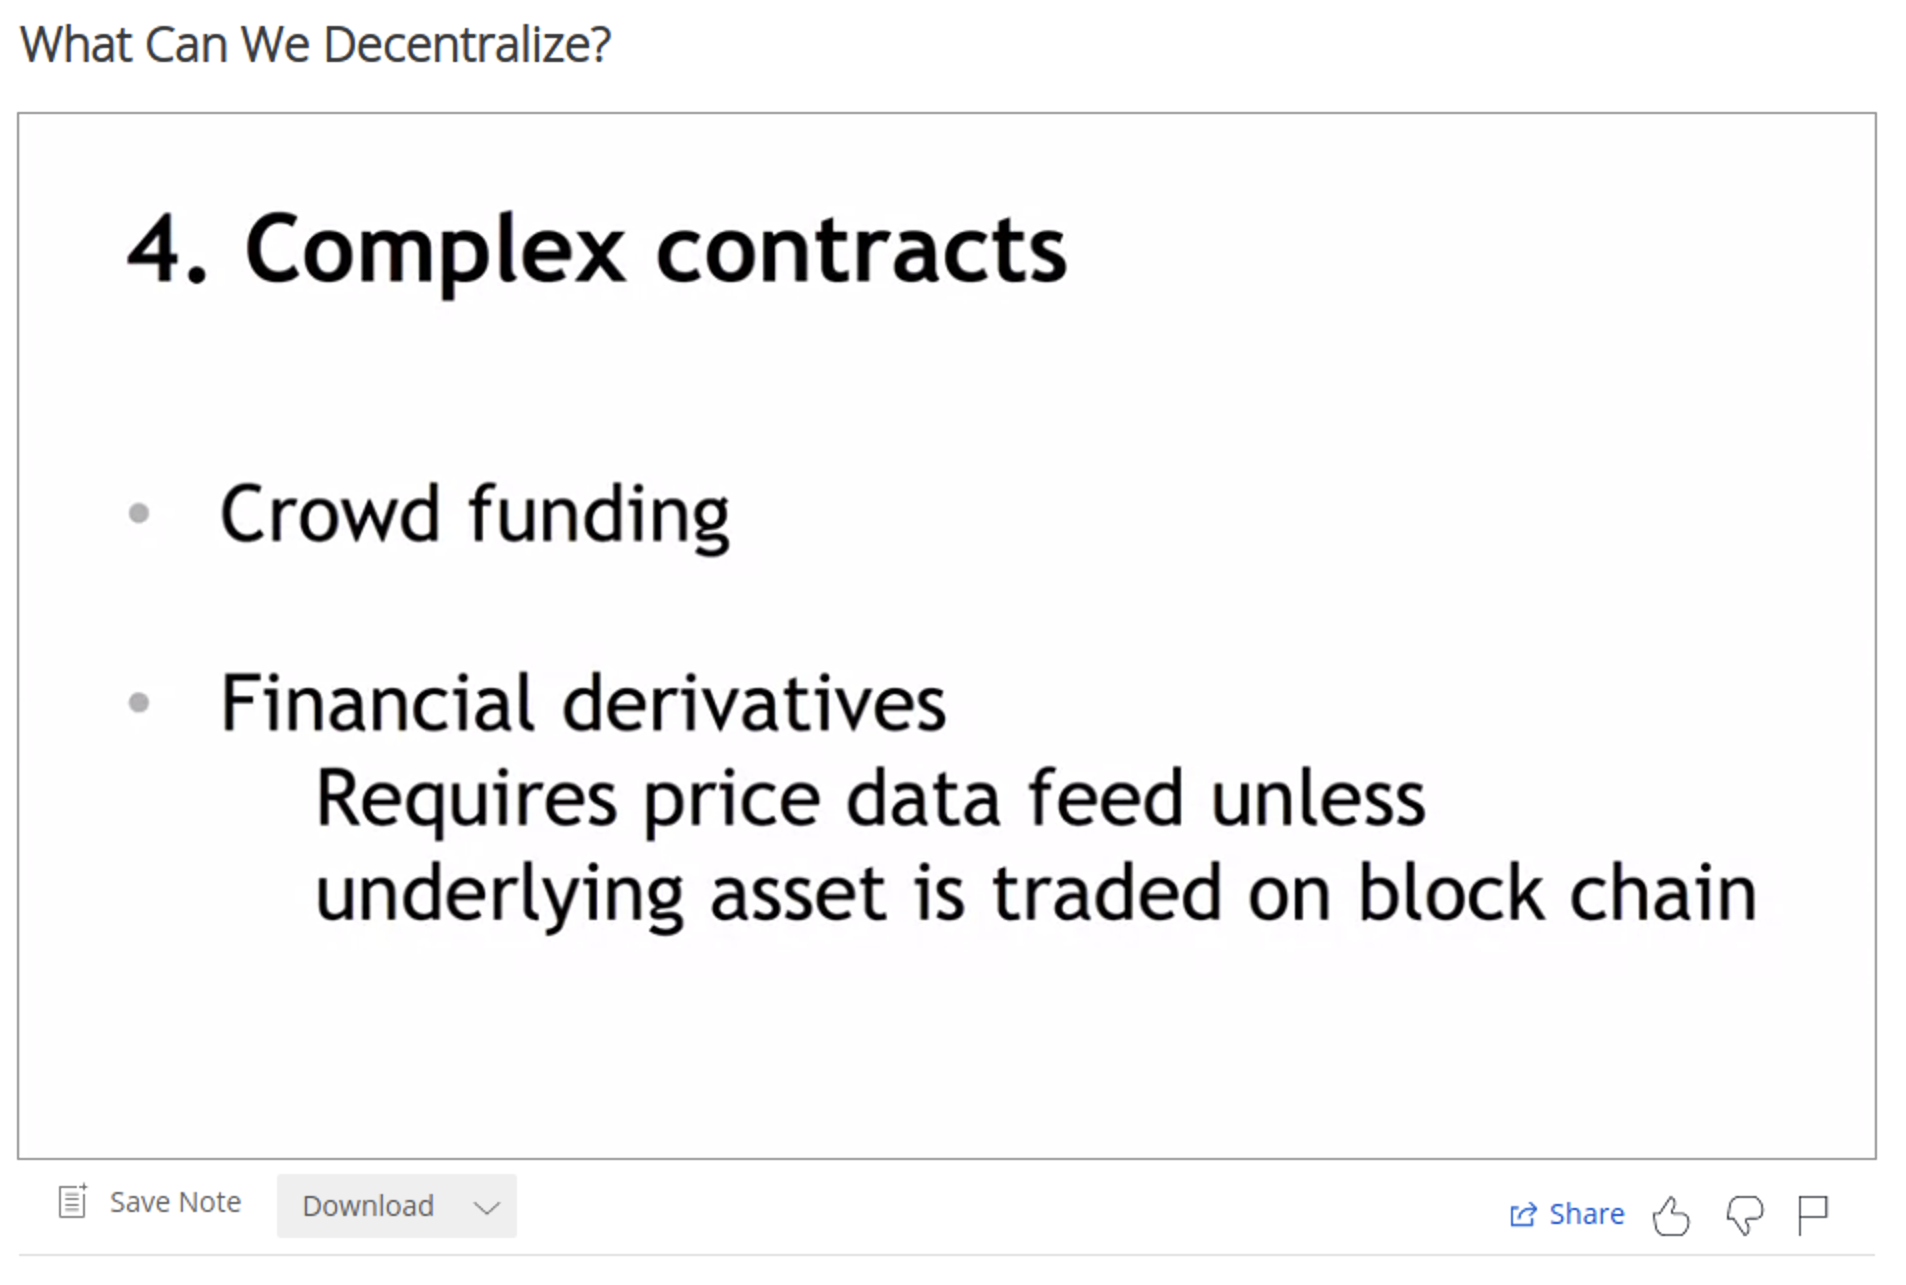 What Can We Decentralize?
4. Complex contracts
• Crowd funding
• Financial derivatives
Requires price data feed unless
underlying asset is traded on block chain
Save Note
Download
Share